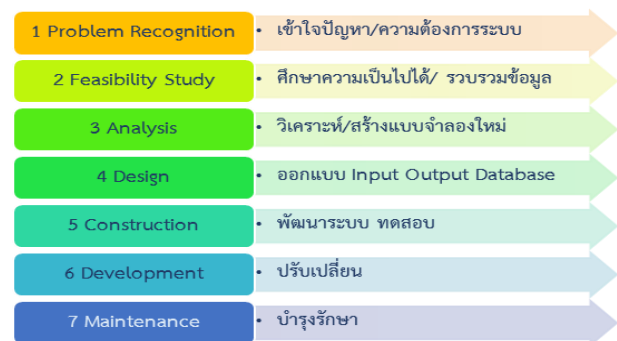 1 Problem Recognition • เข้าใจปัญหา/ความต้องการระบบ
2 Feasibility Study • ศึกษาความเป็นไปได้/ รวบรวมข้อมูล
3 Analysis • วิเคราะห์/สร้างแบบจำลองใหม่
4 Design • ออกแบบ Input Output Database
5 Construction • พัฒนาระบบ ทดสอบ
6 Development • ปรับเปลี่ยน
7 Maintenance • บำรุงรักษา